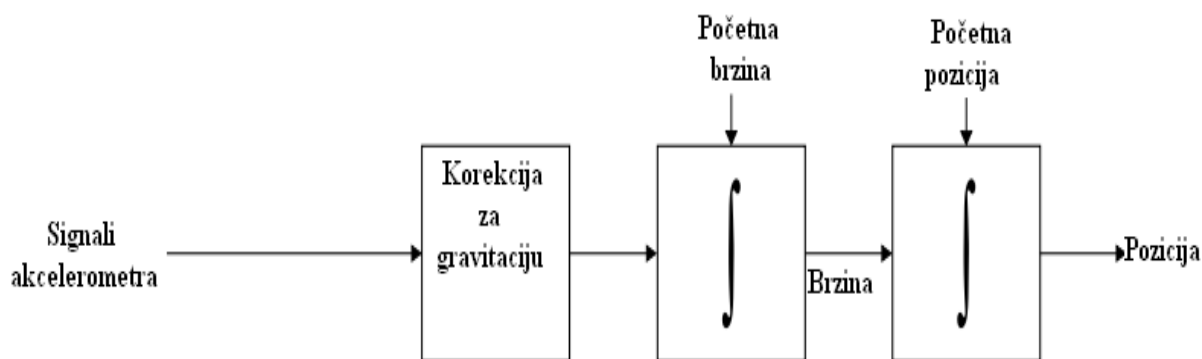 Početna
brzina
Početna
pozicija
Korekcija
za
gravitaciju
Signali
akcelerometra
∫
∫
Brzina
Pozicija